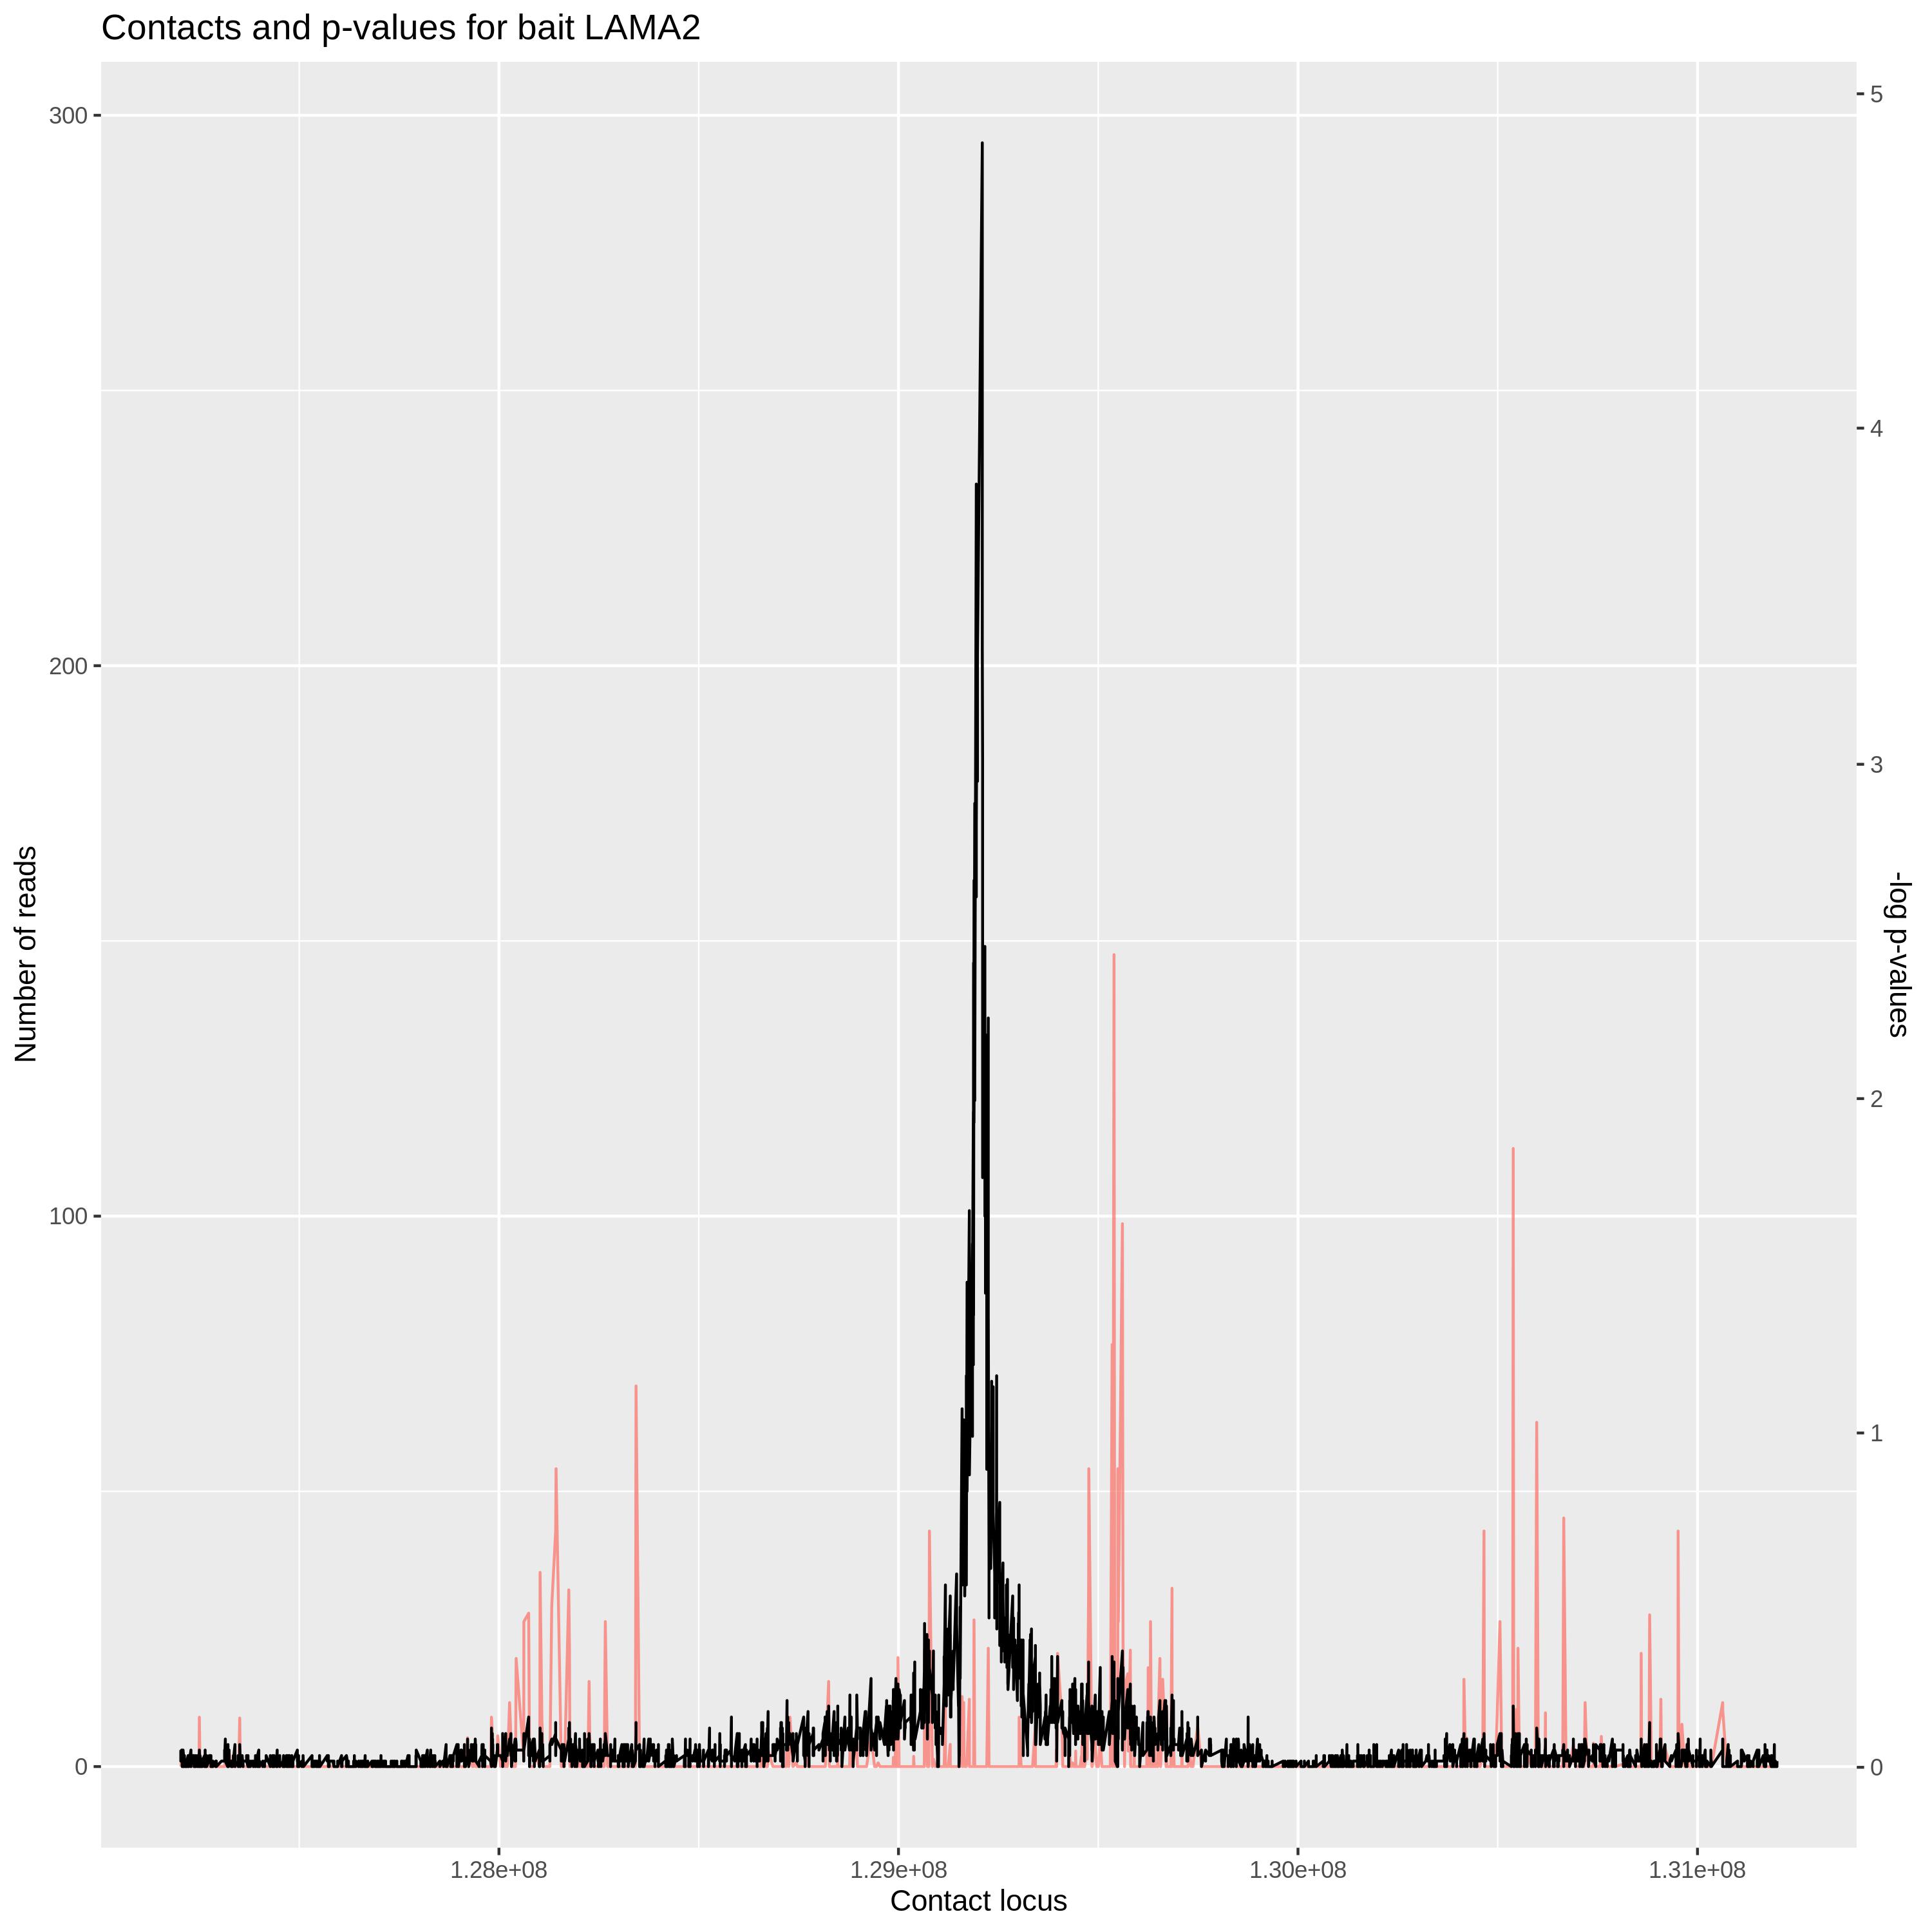 Contacts and p-values for bait LAMA2
300
200
100
0
Number of reads
5
4
3
2
1
0
-log p-values
1.28e+08
1.29e+08
1.30e+08
1.31e+08
Contact locus